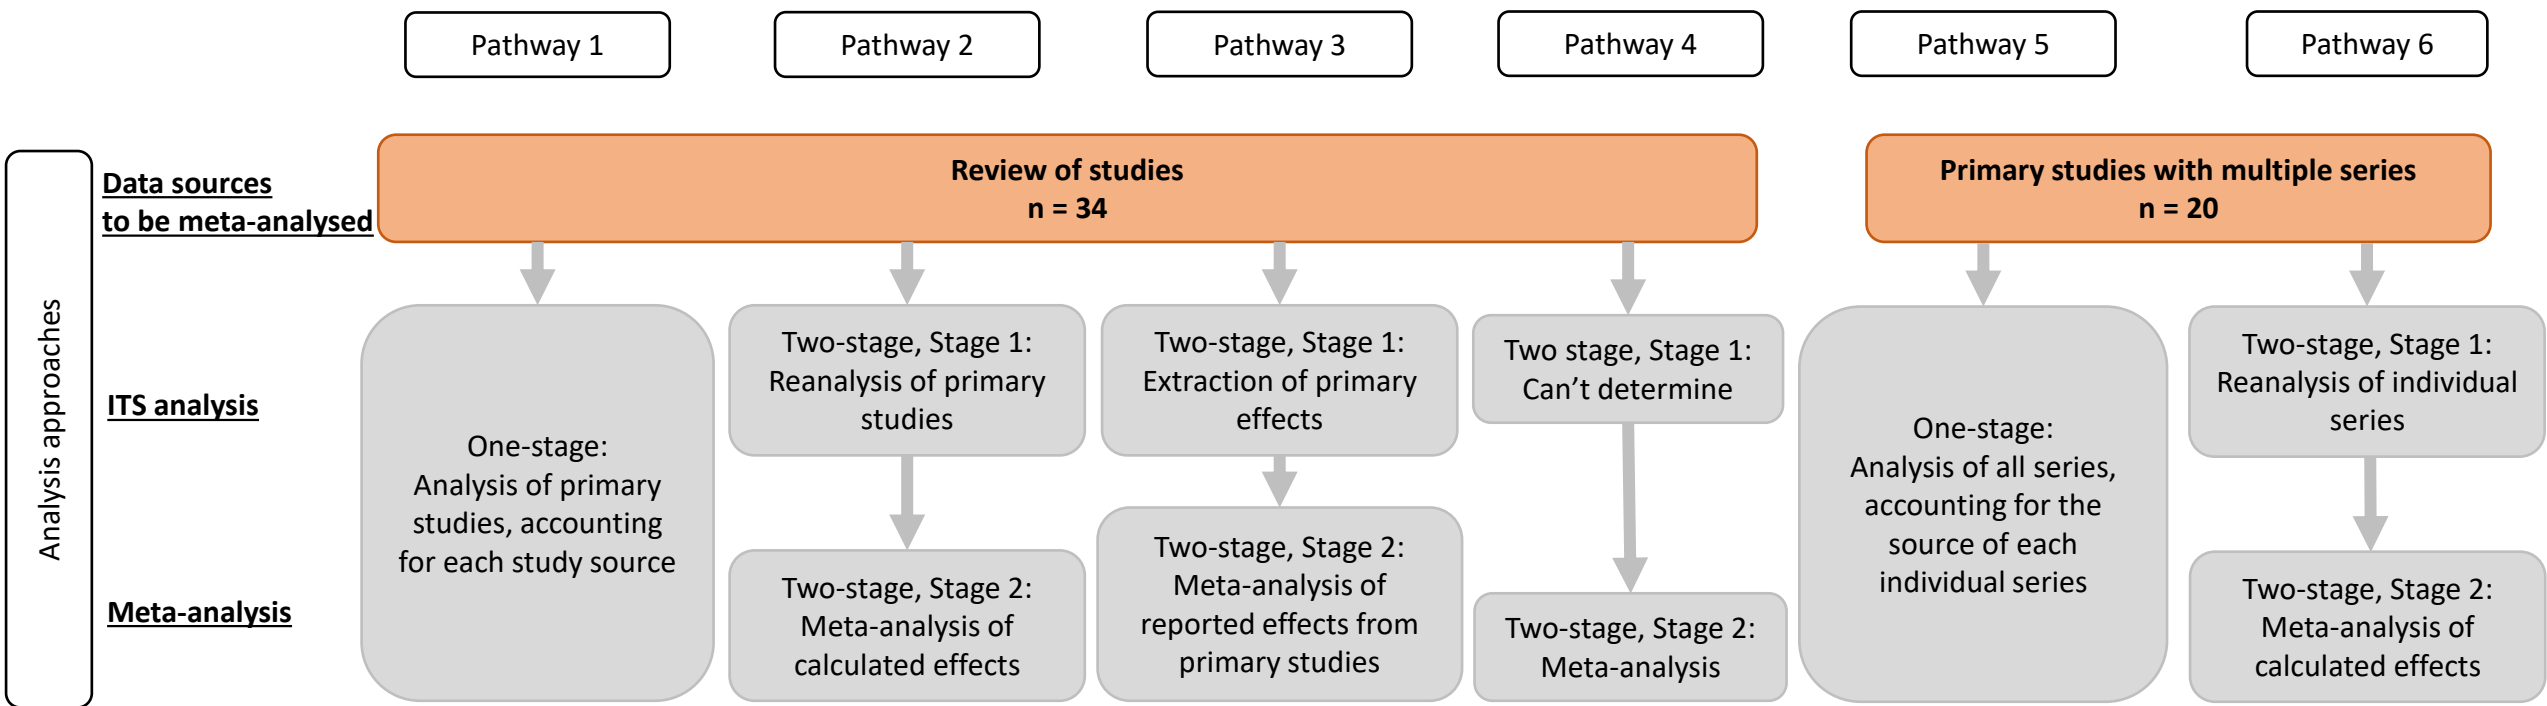 Pathway 1
Pathway 2
Pathway 3
Pathway 4
Pathway 5
Pathway 6
Analysis approaches
Data sources
to be meta-analysed
Review of studies
n = 34
Primary studies with multiple series
n = 20
ITS analysis
Meta-analysis
One-stage:
Analysis of primary
studies, accounting
for each study source
Two-stage, Stage 1:
Reanalysis of primary
studies
Two-stage, Stage 2:
Meta-analysis of
calculated effects
Two-stage, Stage 1:
Extraction of primary
effects
Two-stage, Stage 2:
Meta-analysis of
reported effects from
primary studies
Two stage, Stage 1:
Can’t determine
Two-stage, Stage 2:
Meta-analysis
One-stage:
Analysis of all series,
accounting for the
source of each
individual series
Two-stage, Stage 1:
Reanalysis of individual
series
Two-stage, Stage 2:
Meta-analysis of
calculated effects